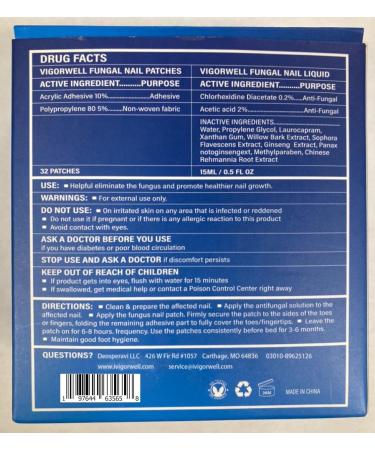 DRUG FACTS
VIGORWELL FUNGAL NAIL PATCHES
ACTIVE INGREDIENT..........PURPOSE
Acrylic Adhesive 10%....................Adhesive
Polypropylene 80 5%......Non-woven fabric
32 PATCHES
VIGORWELL FUNGAL NAIL LIQUID
ACTIVE INGREDIENT..........PURPOSE
Chlorhexidine Diacetate 0.2%.....Anti-Fungal
Acetic acid 2%..........................Anti-Fungal
INACTIVE INGREDIENTS........
Water, Propylene Glycol, Laurocapram,
Xanthan Gum, Willow Bark Extract, Sophora
Flavescens Extract, Ginseng Extract, Panax
notoginsengext, Methylparaben, Chinese
Rehmannia Root Extract
15ML / 0.5 FL OZ
USE: ■ Helpful eliminate the fungus and promote healthier nail growth.
WARNINGS: ■ For external use only.
DO NOT USE: ■ On irritated skin on any area that is infected or reddened
■ Do not use it if pregnant or if there is any allergic reaction to this product
■ Avoid contact with eyes.
ASK A DOCTOR BEFORE YOU USE
if you have diabetes or poor blood circulation
STOP USE AND ASK A DOCTOR if discomfort persists
KEEP OUT OF REACH OF CHILDREN
■ If product gets into eyes, flush with water for 15 minutes
■ If swallowed, get medical help or contact a Poison Control Center right away
DIRECTIONS: ■ Clean & prepare the affected nail. ■ Apply the antifungal solution to the
affected nail. ■ Apply the fungus nail patch. Firmly secure the patch to the sides of the toes
or fingers, folding the remaining adhesive part to fully cover the toes/fingertips. ■ Leave the
patch on for 6-8 hours. frequency. Use the patches consistently before bed for 3-6 months.
■ Maintain good foot hygiene.
QUESTIONS? Deosperavi LLC 426 W Fir Rd #1057 Carthage, MO 64836 03010-89625126
www.ivigorwell.com service@ivigorwell.com
1 97644 63565 8
MADE IN CHINA